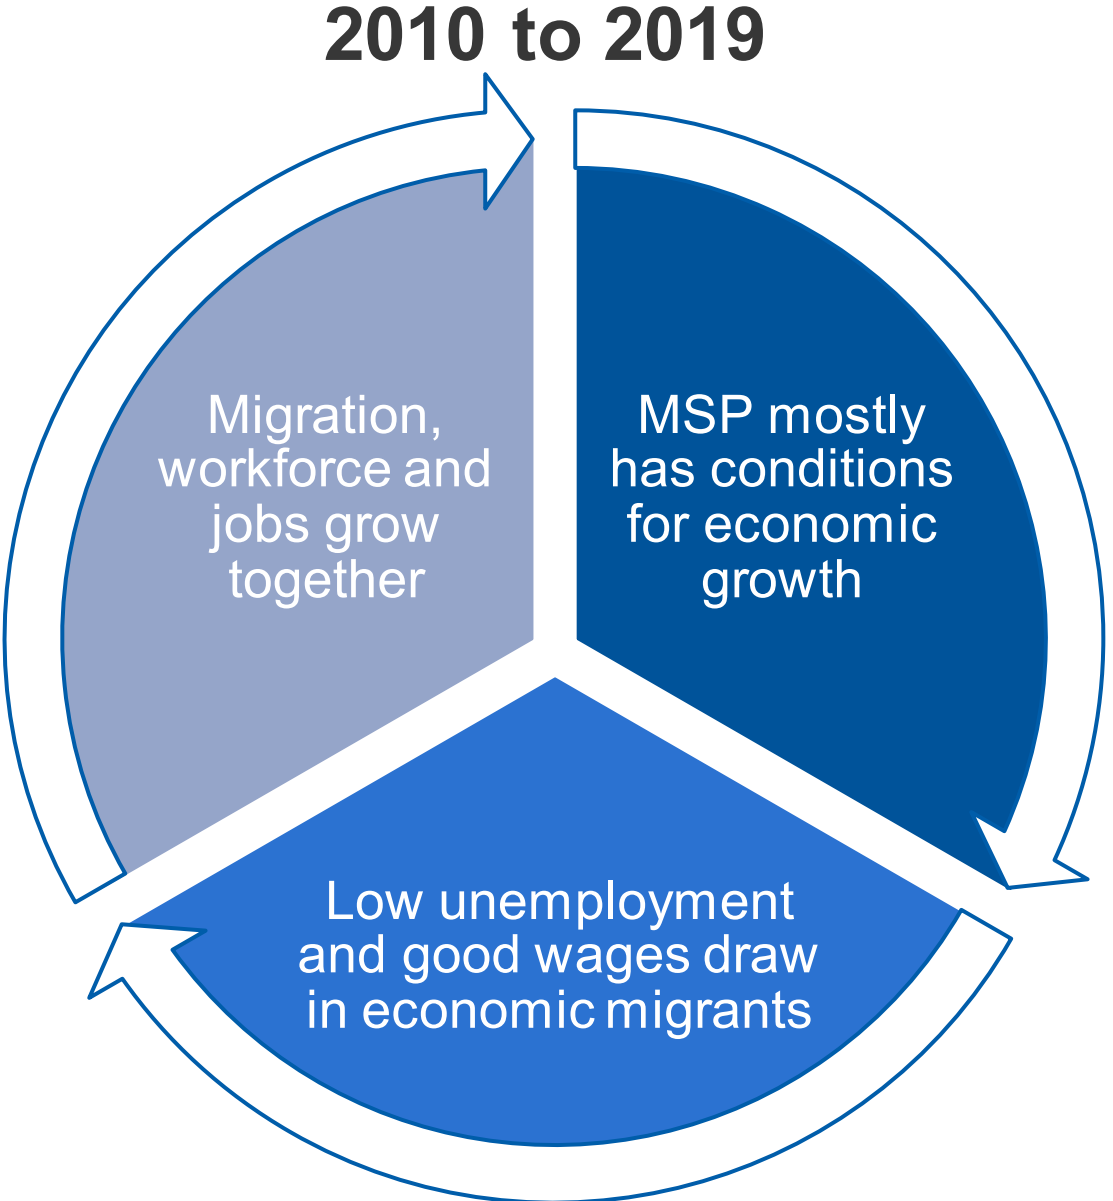 2010 to 2019
MSP mostly
has conditions
for economic
growth
Low unemployment
and good wages draw
in economic migrants
Migration,
workforce and
jobs grow
together